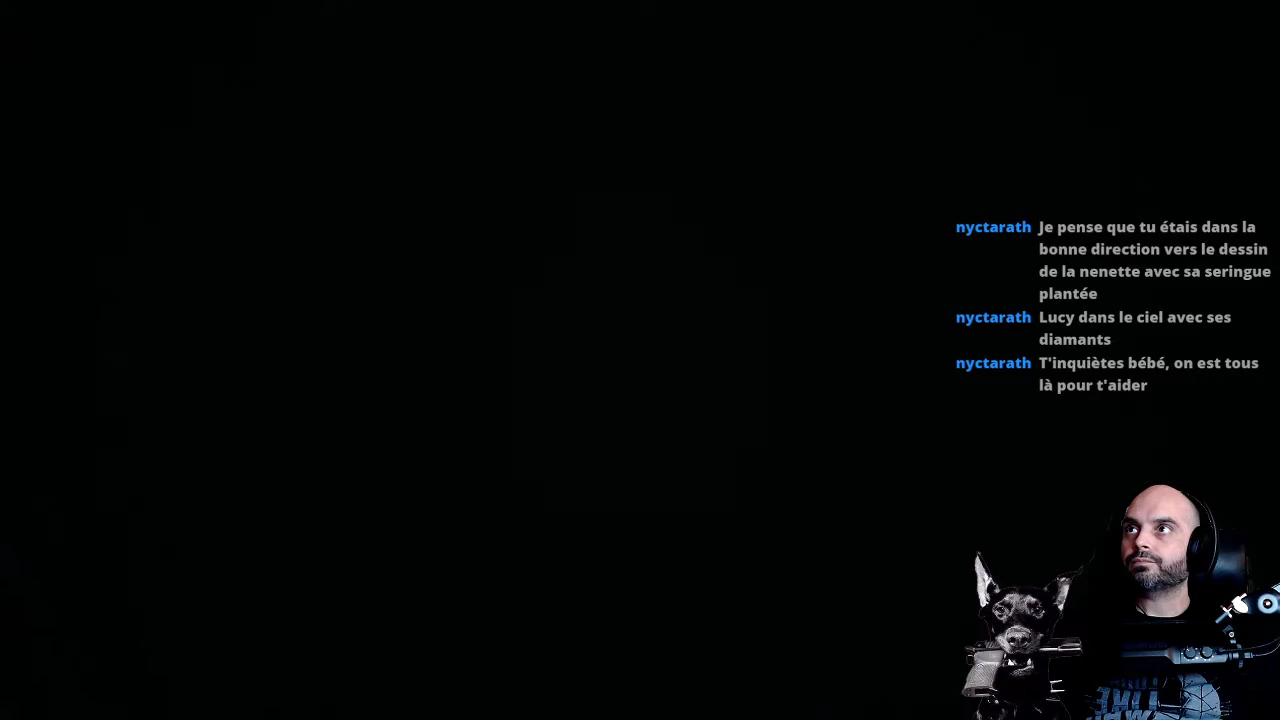 nyctarath Je pense que tu étais dans la
bonne direction vers le dessin
de la nenette avec sa seringue
plantée
nyctarath Lucy dans le ciel avec ses
diamants
nyctarath T'inquiètes bébé, on est tous
là pour t'aider